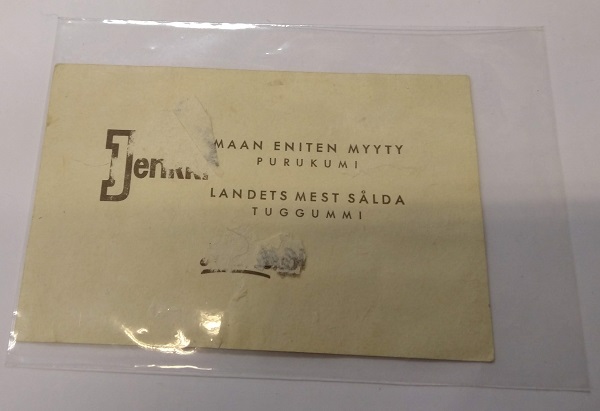 Jenkki
MAAN ENITEN MYYTY
PURUKUMI
LANDETS MEST SÅLDA
TUGGUMMI